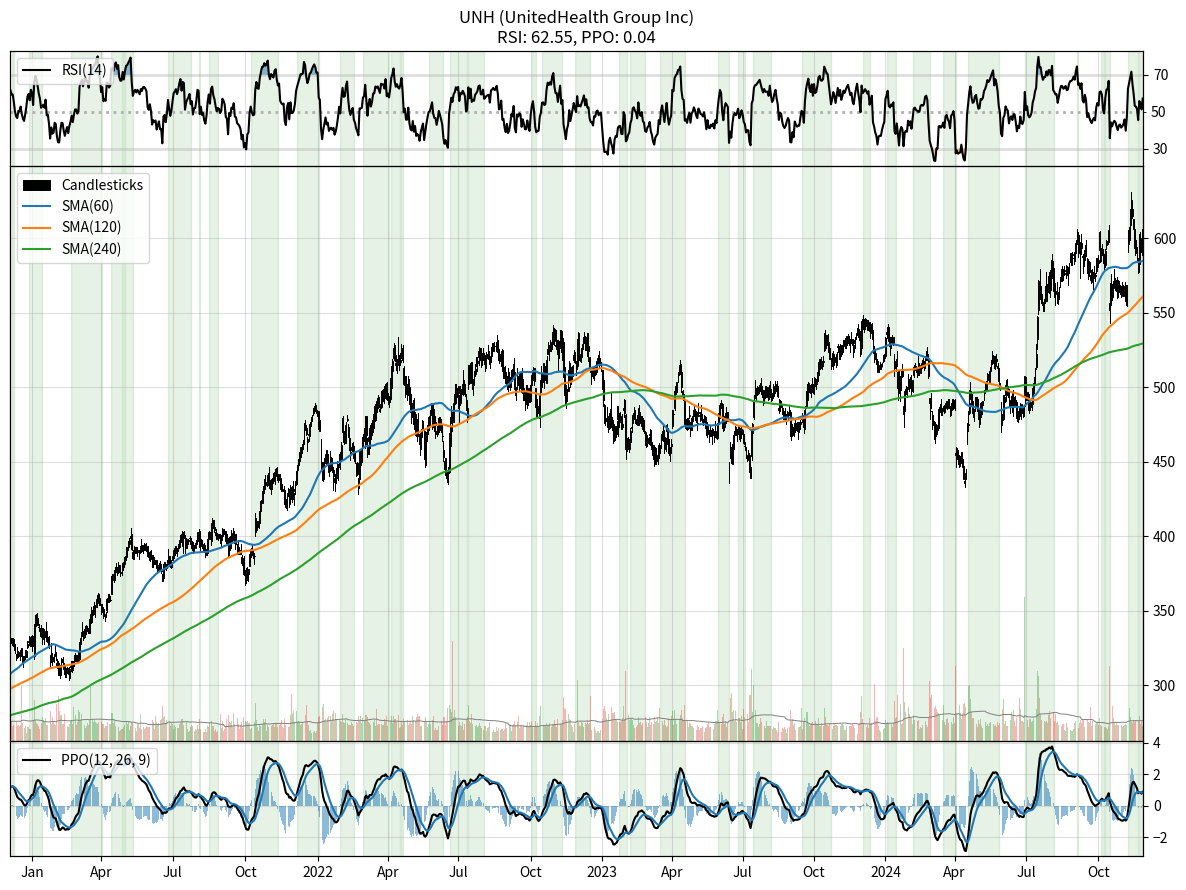 UNH (UnitedHealth Group Inc)
RSI: 62.55, PPO: 0.04
RSI(14)
70
50
30
Candlesticks
SMA(60)
SMA(120)
SMA(240)
600
550
500
450
400
350
300
PPO(12, 26, 9)
4
2
0
−2
Jan Apr Jul Oct 2022 Apr Jul Oct 2023 Apr Jul Oct 2024 Apr Jul Oct